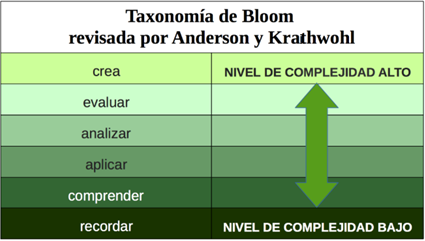 Taxonomía de Bloom
revisada por Anderson y Krathwohl
crea NIVEL DE COMPLEJIDAD ALTO
evaluar
analizar
aplicar
comprender
recordar NIVEL DE COMPLEJIDAD BAJO